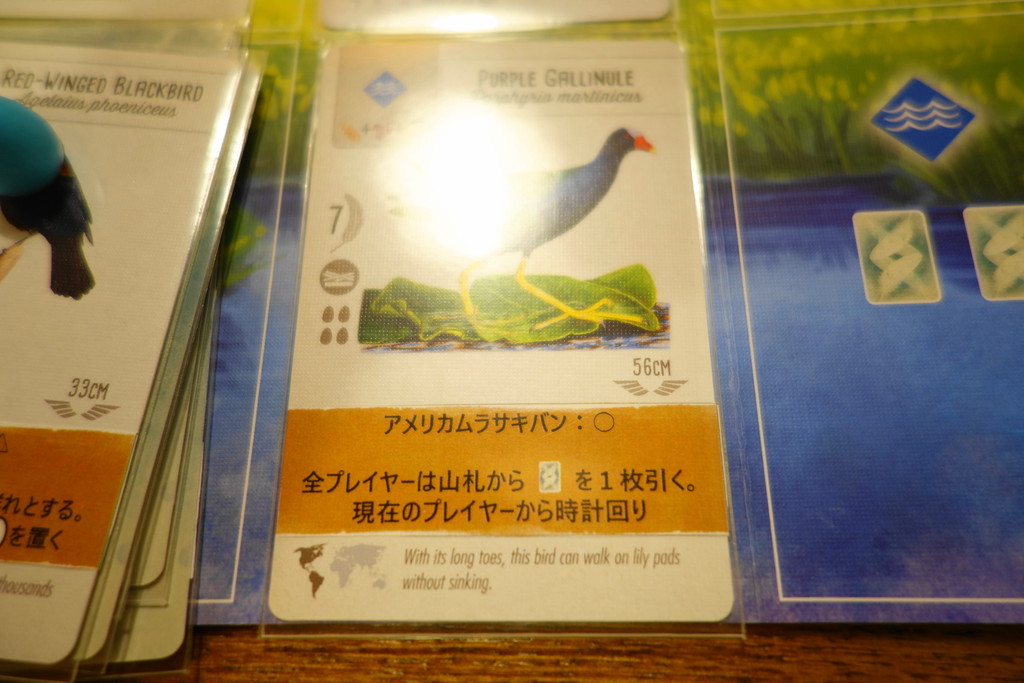 RED-WINGED BLACKBIRD
Agelaius phoeniceus
33CM
れとする。
を置く
thousands
PURPLE GALLINULE
Porphyrio martinicus
7
56CM
アメリカムラサキバン：○
全プレイヤーは山札から を１枚引く。
現在のプレイヤーから時計回り
With its long toes, this bird can walk on lily pads
without sinking.